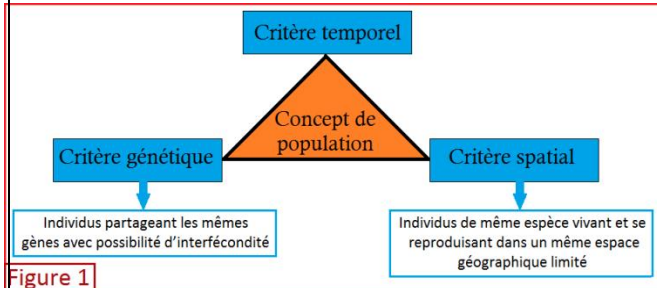 Critère temporel
Concept de
population
Critère génétique
Critère spatial
Individus partageant les mêmes
gènes avec possibilité d'interfécondité
Individus de même espèce vivant et se
reproduisant dans un même espace
géographique limité
Figure 1